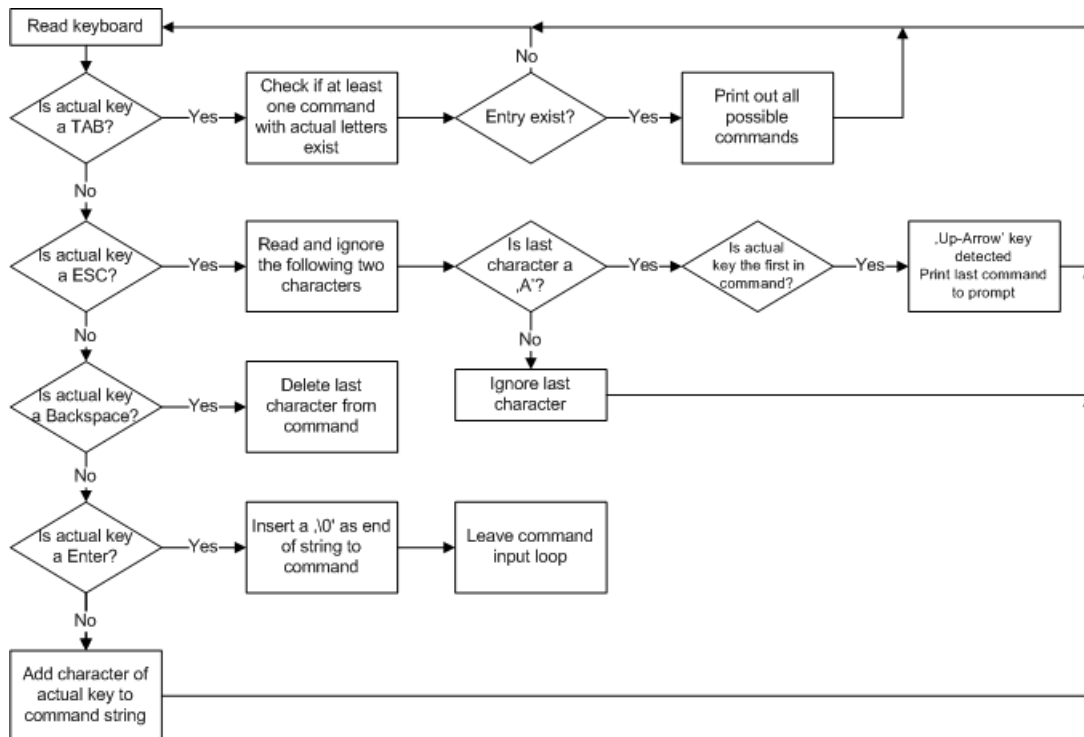 Read keyboard
Is actual key
a TAB?
Yes
Check if at least
one command
with actual letters
exist
Entry exist?
No
Yes
Print out all
possible
commands
No
Is actual key
a ESC?
Yes
Read and ignore
the following two
characters
Is last
character a
‚A‘?
Yes
Is actual
key the first in
command?
Yes
‚Up-Arrow‘ key
detected
Print last command
to prompt
No
Ignore last
character
No
Is actual key
a Backspace?
Yes
Delete last
character from
command
No
Is actual key
a Enter?
Yes
Insert a ‚\0' as end
of string to
command
Leave command
input loop
No
Add character of
actual key to
command string